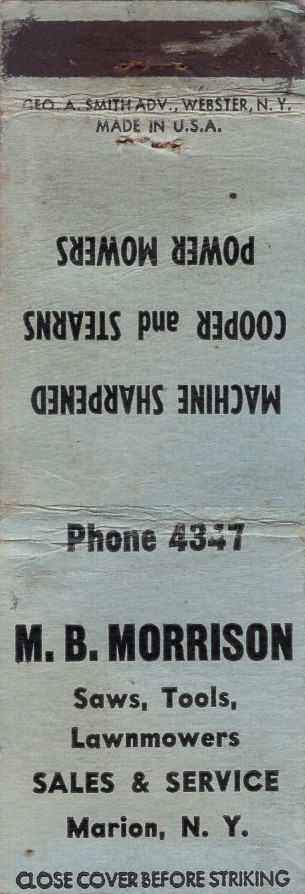 GEO. A. SMITH ADV., WEBSTER, N. Y.
MADE IN U.S.A.
MACHINE SHARPENED
COOPER and STEARNS
POWER MOWERS
Phone 4347
M. B. MORRISON
Saws, Tools,
Lawnmowers
SALES & SERVICE
Marion, N. Y.
CLOSE COVER BEFORE STRIKING